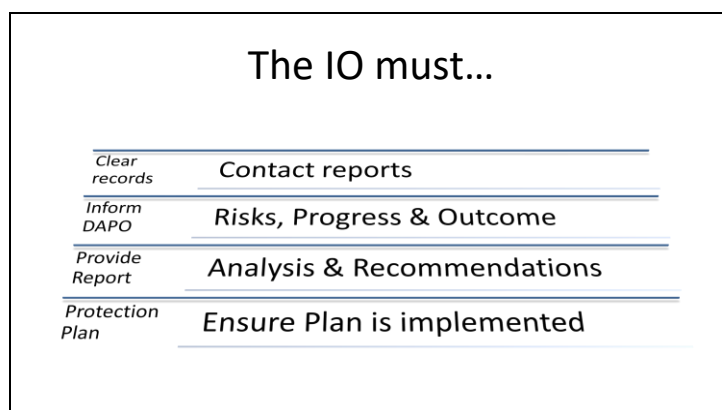 The IO must…
Clear
records
Contact reports
Inform
DAPO
Risks, Progress & Outcome
Provide
Report
Analysis & Recommendations
Protection
Plan
Ensure Plan is implemented